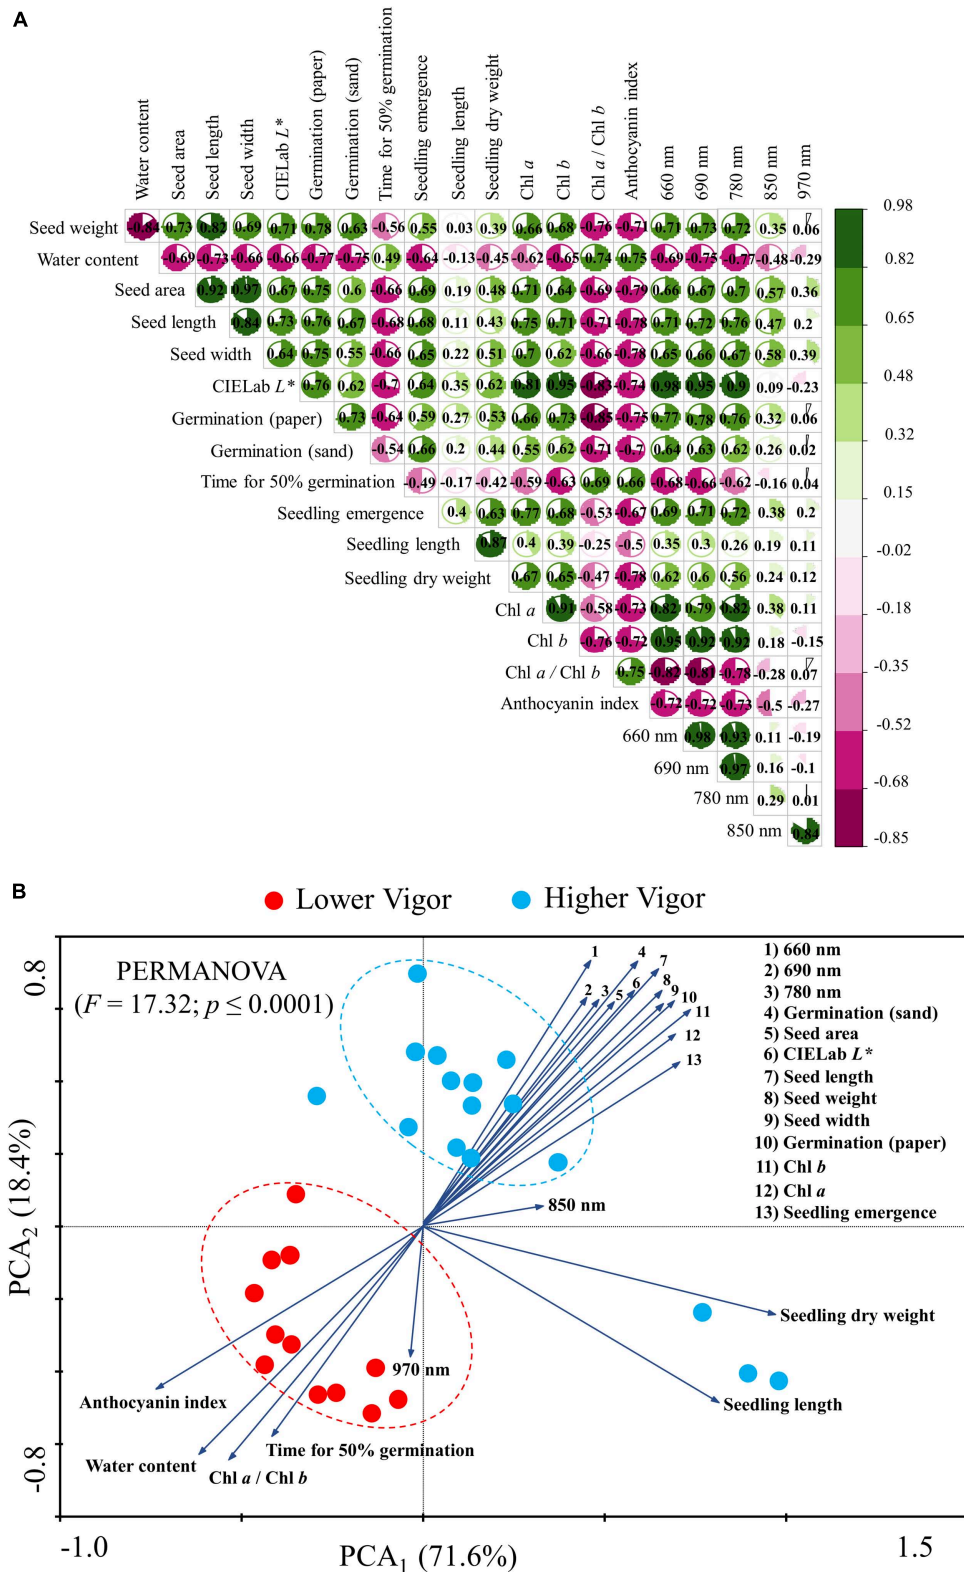 A
Water content
Seed area
Seed length
Seed width
CIELab L*
Germination (paper)
Germination (sand)
Time for 50% germination
Seedling emergence
Seedling length
Seedling dry weight
Chl a
Chl b
Chl a / Chl b
Anthocyanin index
660 nm
690 nm
780 nm
850 nm
970 nm
Seed weight -0.84 0.73 0.82 0.69 0.71 0.78 0.63 -0.56 0.55 0.03 0.39 0.66 0.68 -0.76 -0.71 0.71 0.73 0.72 0.35 0.06
Water content -0.69 -0.73 -0.66 -0.66 -0.77 -0.75 0.49 -0.64 -0.13 -0.45 -0.62 -0.65 0.74 0.75 -0.69 -0.75 -0.77 -0.48 -0.29
Seed area 0.92 0.97 0.67 0.75 0.6 -0.66 0.69 0.19 0.48 0.71 0.64 -0.69 -0.79 0.66 0.67 0.7 0.57 0.36
Seed length 0.84 0.73 0.76 0.67 -0.68 0.68 0.11 0.43 0.75 0.71 -0.71 -0.78 0.71 0.72 0.76 0.47 0.2
Seed width 0.64 0.75 0.55 -0.66 0.65 0.22 0.51 0.7 0.62 -0.66 -0.78 0.65 0.66 0.67 0.58 0.39
CIELab L* 0.76 0.62 -0.7 0.64 0.35 0.62 0.81 0.95 -0.83 -0.74 0.98 0.95 0.9 0.09 -0.23
Germination (paper) 0.73 -0.64 0.59 0.27 0.53 0.66 0.73 -0.85 -0.75 0.77 0.78 0.76 0.32 0.06
Germination (sand) -0.54 0.66 0.2 0.44 0.55 0.62 -0.71 -0.7 0.64 0.63 0.62 0.26 0.02
Time for 50% germination -0.49 -0.17 -0.42 -0.59 -0.63 0.69 0.66 -0.68 -0.66 -0.62 -0.16 0.04
Seedling emergence 0.4 0.63 0.77 0.68 -0.53 -0.67 0.69 0.71 0.72 0.38 0.2
Seedling length 0.87 0.4 0.39 -0.25 -0.5 0.35 0.3 0.26 0.19 0.11
Seedling dry weight 0.67 0.65 -0.47 -0.78 0.62 0.6 0.56 0.24 0.12
Chl a 0.91 -0.58 -0.73 0.82 0.79 0.82 0.38 0.11
Chl b -0.76 -0.72 0.95 0.92 0.92 0.18 -0.15
Chl a / Chl b 0.75 -0.82 -0.81 -0.78 -0.28 0.07
Anthocyanin index -0.72 -0.72 -0.73 -0.5 -0.27
660 nm 0.98 0.93 0.11 -0.19
690 nm 0.97 0.16 -0.1
780 nm 0.29 0.01
850 nm 0.84
0.98
0.82
0.65
0.48
0.32
0.15
-0.02
-0.18
-0.35
-0.52
-0.68
-0.85
B
Lower Vigor Higher Vigor
PERMANOVA
(F = 17.32; p ≤ 0.0001)
1
2
3
4
5
6
7
8
9
10
11
12
13
1) 660 nm
2) 690 nm
3) 780 nm
4) Germination (sand)
5) Seed area
6) CIELab L*
7) Seed length
8) Seed weight
9) Seed width
10) Germination (paper)
11) Chl b
12) Chl a
13) Seedling emergence
850 nm
Seedling dry weight
Seedling length
970 nm
Anthocyanin index
Time for 50% germination
Water content
Chl a / Chl b
0.8
PCA2 (18.4%)
-0.8
-1.0
PCA1 (71.6%)
1.5